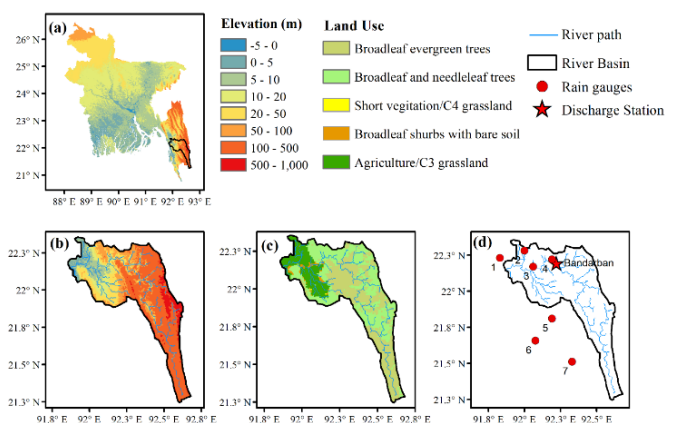 (a)
26° N
25° N
24° N
23° N
22° N
21° N
88° E 89° E 90° E 91° E 92° E 93° E
Elevation (m)
-5 - 0
0 - 5
5 - 10
10 - 20
20 - 50
50 - 100
100 - 500
500 - 1,000
Land Use
Broadleaf evergreen trees
Broadleaf and needleleaf trees
Short vegitation/C4 grassland
Broadleaf shurbs with bare soil
Agriculture/C3 grassland
River path
River Basin
Rain gauges
Discharge Station
(b)
22.3° N
22° N
21.8° N
21.5° N
21.3° N
91.8° E 92° E 92.3° E 92.6° E 92.8° E
(c)
22.3° N
22° N
21.8° N
21.5° N
21.3° N
91.8° E 92° E 92.3° E 92.6° E 92.8° E
(d)
22.3° N
22° N
21.8° N
21.5° N
21.3° N
1
2
3
4
Bandarban
5
6
7
91.8° E 92° E 92.3° E 92.6° E